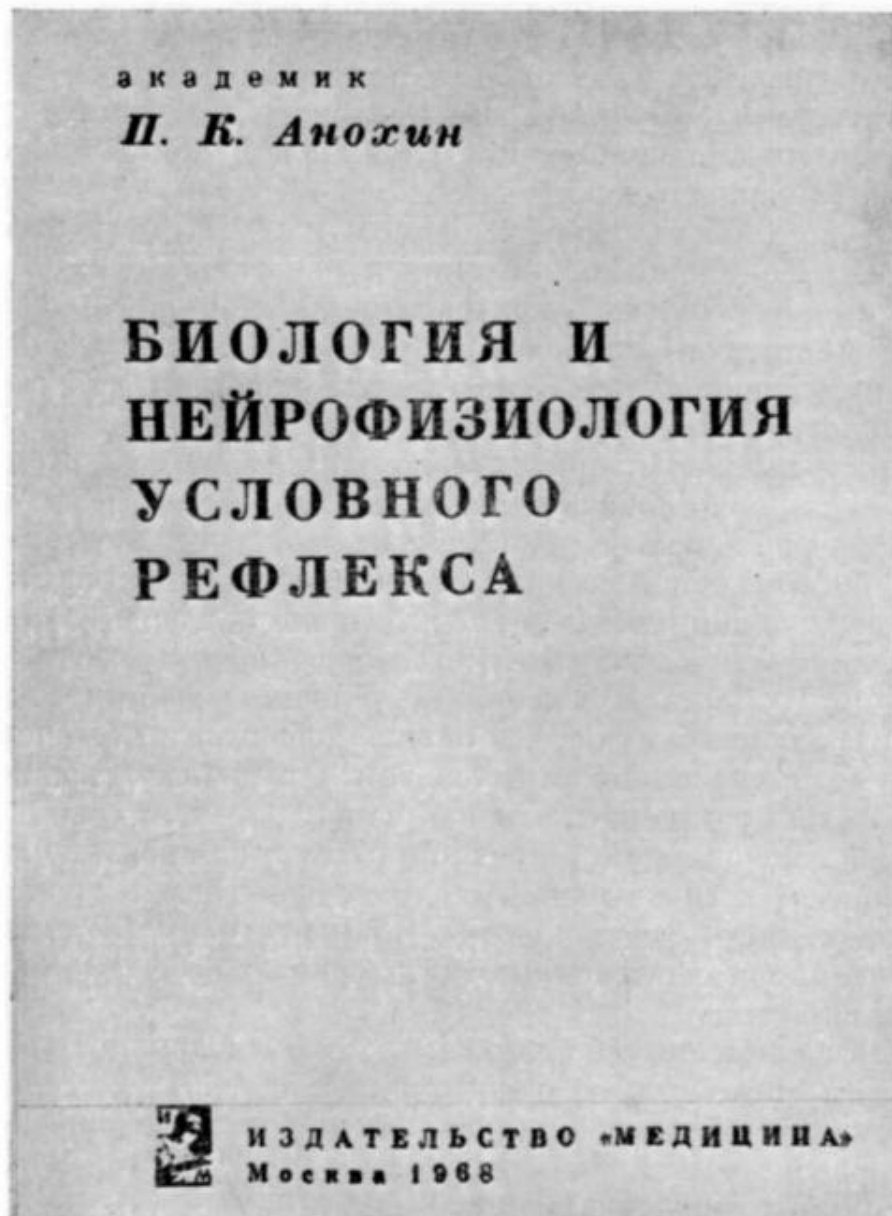 академик
П. К. Анохин
БИОЛОГИЯ И
НЕЙРОФИЗИОЛОГИЯ
УСЛОВНОГО
РЕФЛЕКСА
ИЗДАТЕЛЬСТВО «МЕДИЦИНА»
Москва 1968